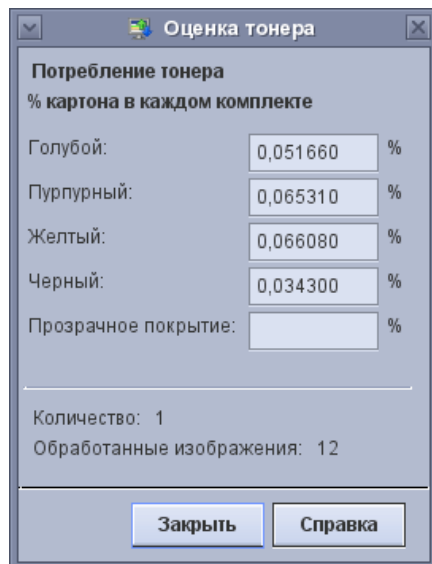 Оценка тонера
Потребление тонера
% картона в каждом комплекте
Голубой: 0,051660 %
Пурпурный: 0,065310 %
Желтый: 0,066080 %
Черный: 0,034300 %
Прозрачное покрытие: %
Количество: 1
Обработанные изображения: 12
Закрыть Справка